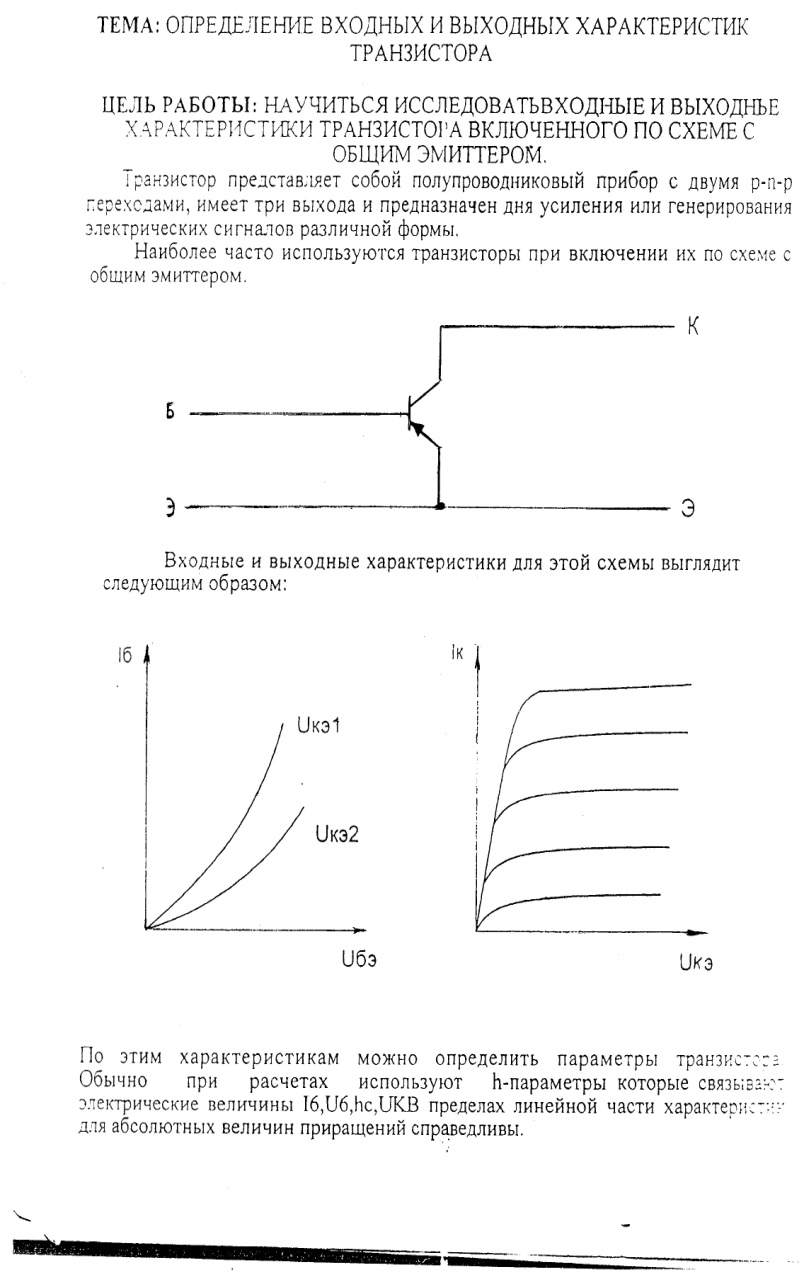 ТЕМА: ОПРЕДЕЛЕНИЕ ВХОДНЫХ И ВЫХОДНЫХ ХАРАКТЕРИСТИК
ТРАНЗИСТОРА
ЦЕЛЬ РАБОТЫ: НАУЧИТЬСЯ ИССЛЕДОВАТЬВХОДНЫЕ И ВЫХОДНЫЕ
ХАРАКТЕРИСТИКИ ТРАНЗИСТОРА ВКЛЮЧЕННОГО ПО СХЕМЕ С
ОБЩИМ ЭМИТТЕРОМ.
Транзистор представляет собой полупроводниковый прибор с двумя p-n-p
переходами, имеет три выхода и предназначен дня усиления или генерирования
электрических сигналов различной формы.
Наиболее часто используются транзисторы при включении их по схеме с
общим эмиттером.
К
Б
Э
Э
Входные и выходные характеристики для этой схемы выглядит
следующим образом:
Iб
Iк
Uкэ1
Uкэ2
Uбэ
Uкэ
По этим характеристикам можно определить параметры транзистора
Обычно при расчетах используют h-параметры которые связывают
электрические величины I6,U6,hc,UKB пределах линейной части характеристик
для абсолютных величин приращений справедливы.